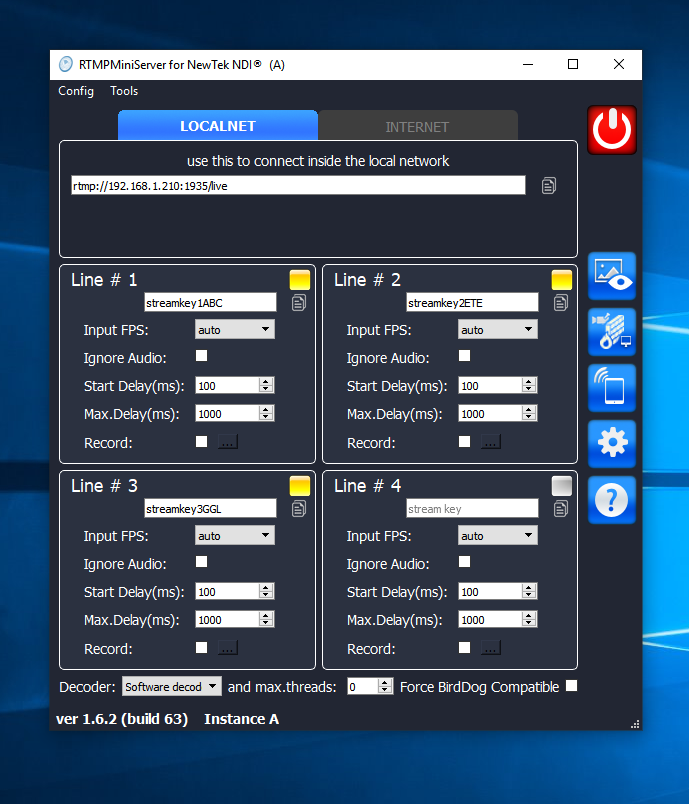 RTMPMiniServer for NewTek NDI® (A)
Config Tools
LOCALNET INTERNET
use this to connect inside the local network
rtmp://192.168.1.210:1935/live
Line # 1
streamkey1ABC
Input FPS: auto
Ignore Audio:
Start Delay(ms): 100
Max.Delay(ms): 1000
Record: ...
Line # 2
streamkey2ETE
Input FPS: auto
Ignore Audio:
Start Delay(ms): 100
Max.Delay(ms): 1000
Record: ...
Line # 3
streamkey3GGL
Input FPS: auto
Ignore Audio:
Start Delay(ms): 100
Max.Delay(ms): 1000
Record: ...
Line # 4
stream key
Input FPS: auto
Ignore Audio:
Start Delay(ms): 100
Max.Delay(ms): 1000
Record: ...
Decoder: Software decod and max.threads: 0 Force BirdDog Compatible
ver 1.6.2 (build 63) Instance A